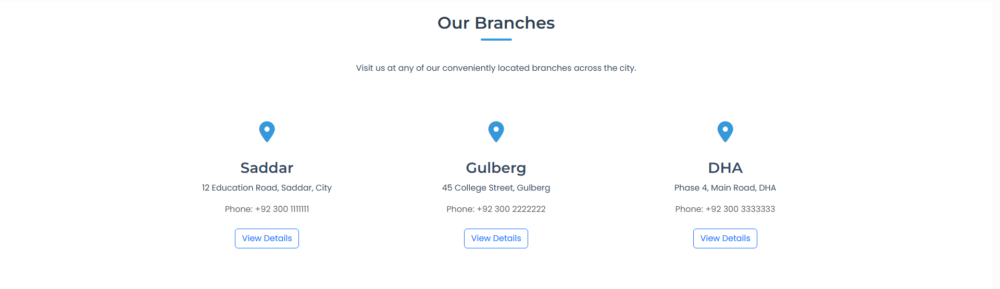 Our Branches
Visit us at any of our conveniently located branches across the city.
Saddar
12 Education Road, Saddar, City
Phone: +92 300 1111111
View Details
Gulberg
45 College Street, Gulberg
Phone: +92 300 2222222
View Details
DHA
Phase 4, Main Road, DHA
Phone: +92 300 3333333
View Details